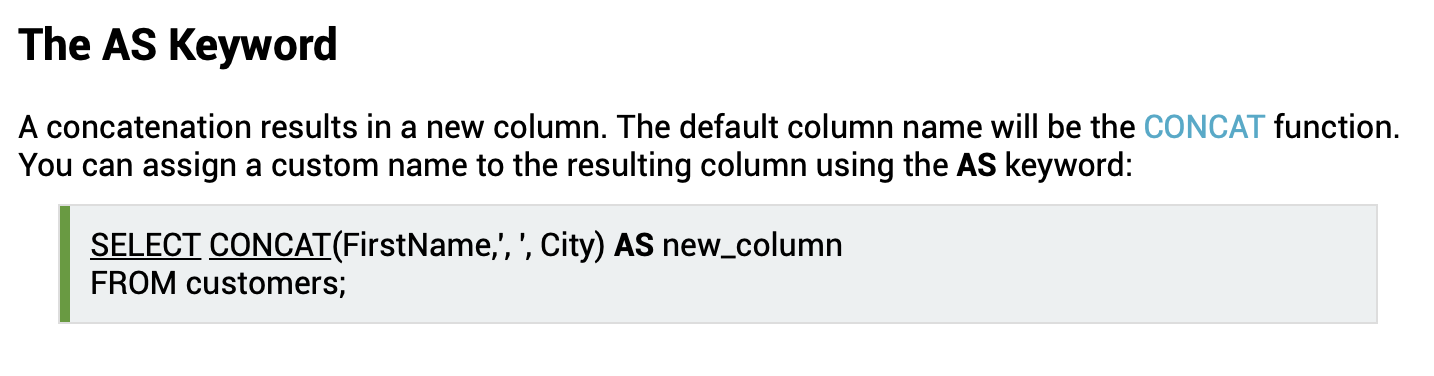 The AS Keyword
A concatenation results in a new column. The default column name will be the CONCAT function.
You can assign a custom name to the resulting column using the AS keyword:
SELECT CONCAT(FirstName,', ', City) AS new_column
FROM customers;